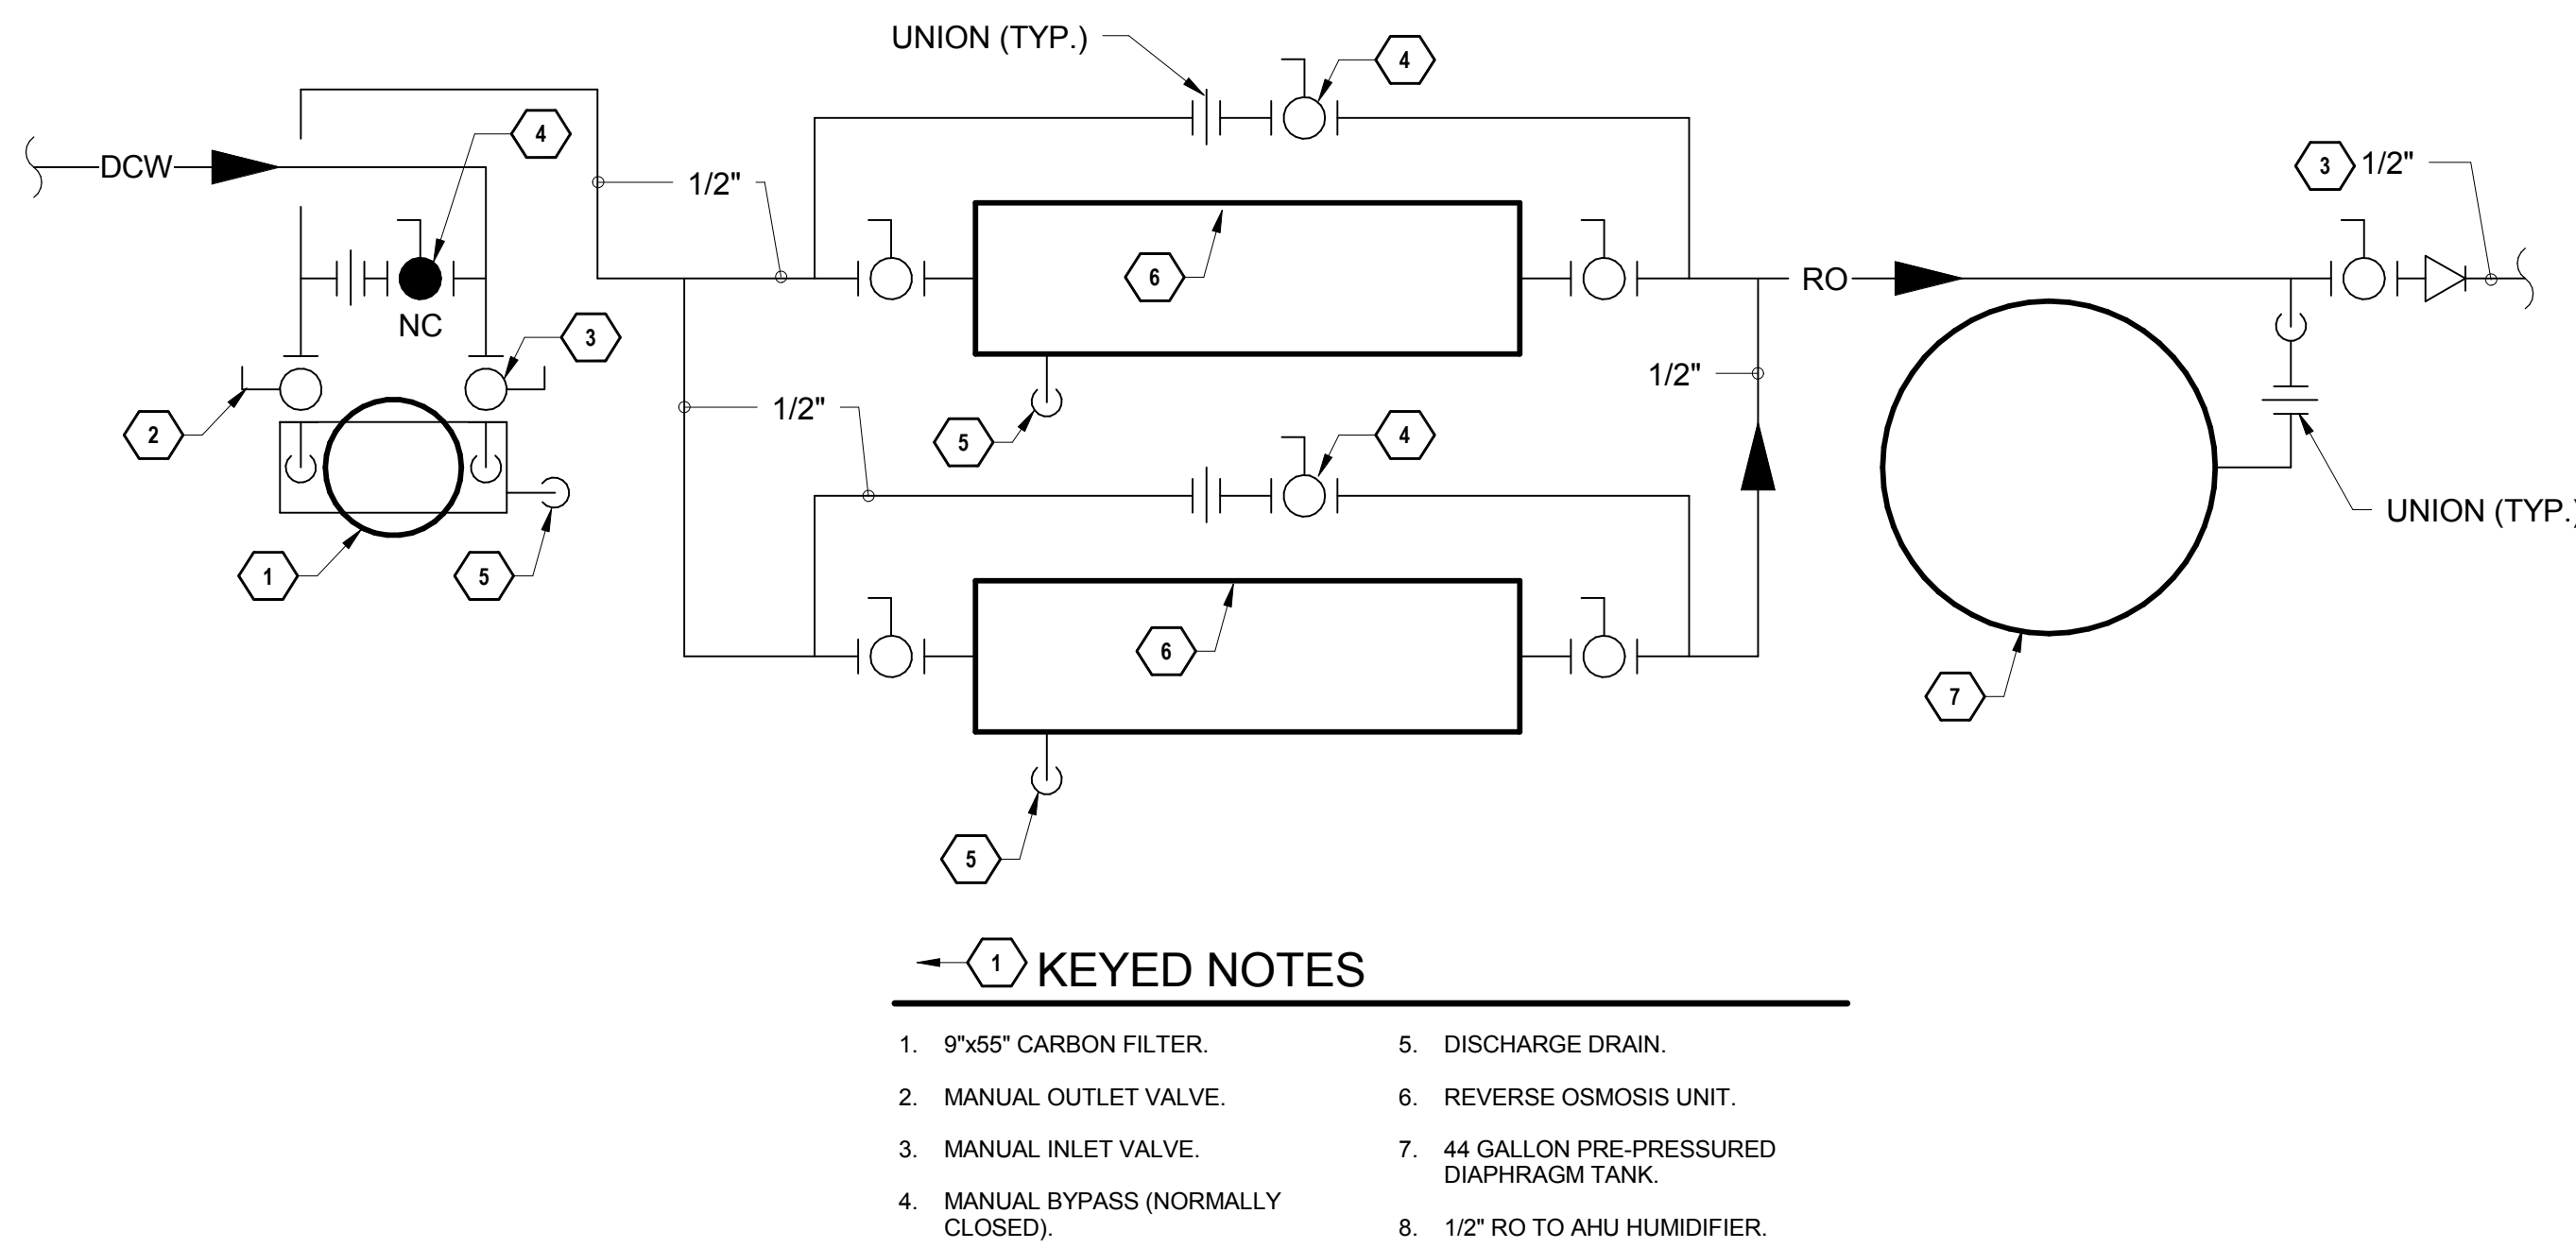 UNION (TYP.)
4
4
DCW
3 1/2"
1/2"
6
RO
NC
3
1/2"
1/2"
2
5
4
UNION (TYP.)
1
5
6
7
5
1 KEYED NOTES
1. 9"x55" CARBON FILTER.
2. MANUAL OUTLET VALVE.
3. MANUAL INLET VALVE.
4. MANUAL BYPASS (NORMALLY
CLOSED).
5. DISCHARGE DRAIN.
6. REVERSE OSMOSIS UNIT.
7. 44 GALLON PRE-PRESSURED
DIAPHRAGM TANK.
8. 1/2" RO TO AHU HUMIDIFIER.